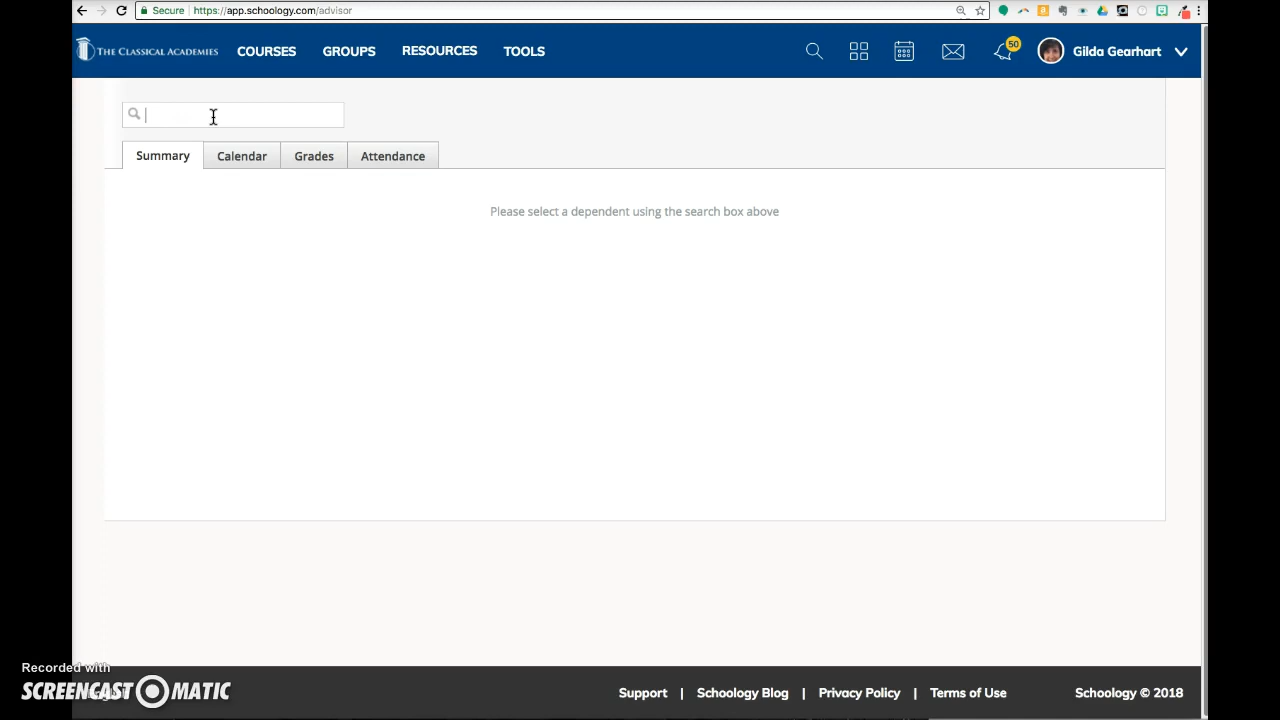 Secure https://app.schoology.com/advisor
THE CLASSICAL ACADEMIES COURSES GROUPS RESOURCES TOOLS 50 Gilda Gearhart
Summary Calendar Grades Attendance
Please select a dependent using the search box above
Recorded with
SCREENCAST MATIC
Support | Schoology Blog | Privacy Policy | Terms of Use Schoology © 2018